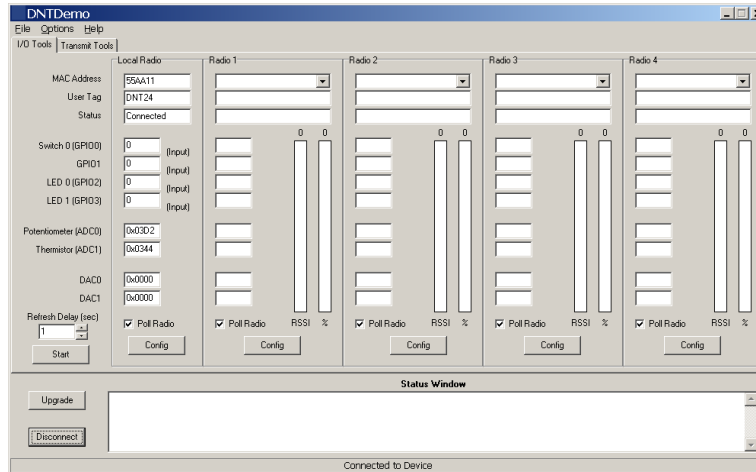 DNTDemo
File Options Help
I/O Tools Transmit Tools
Local Radio Radio 1 Radio 2 Radio 3 Radio 4
MAC Address 55AA11
User Tag DNT24
Status Connected
0 0 0 0 0 0 0 0
Switch 0 (GPIO0) 0 (Input)
GPIO1 0 (Input)
LED 0 (GPIO2) 0 (Input)
LED 1 (GPIO3) 0 (Input)
Potentiometer (ADC0) 0x03D2
Thermistor (ADC1) 0x0344
DAC0 0x0000
DAC1 0x0000
Refresh Delay (sec)
1 Poll Radio Poll Radio RSSI % Poll Radio RSSI % Poll Radio RSSI % Poll Radio RSSI %
Start Config Config Config Config Config
Status Window
Upgrade
Disconnect
Connected to Device